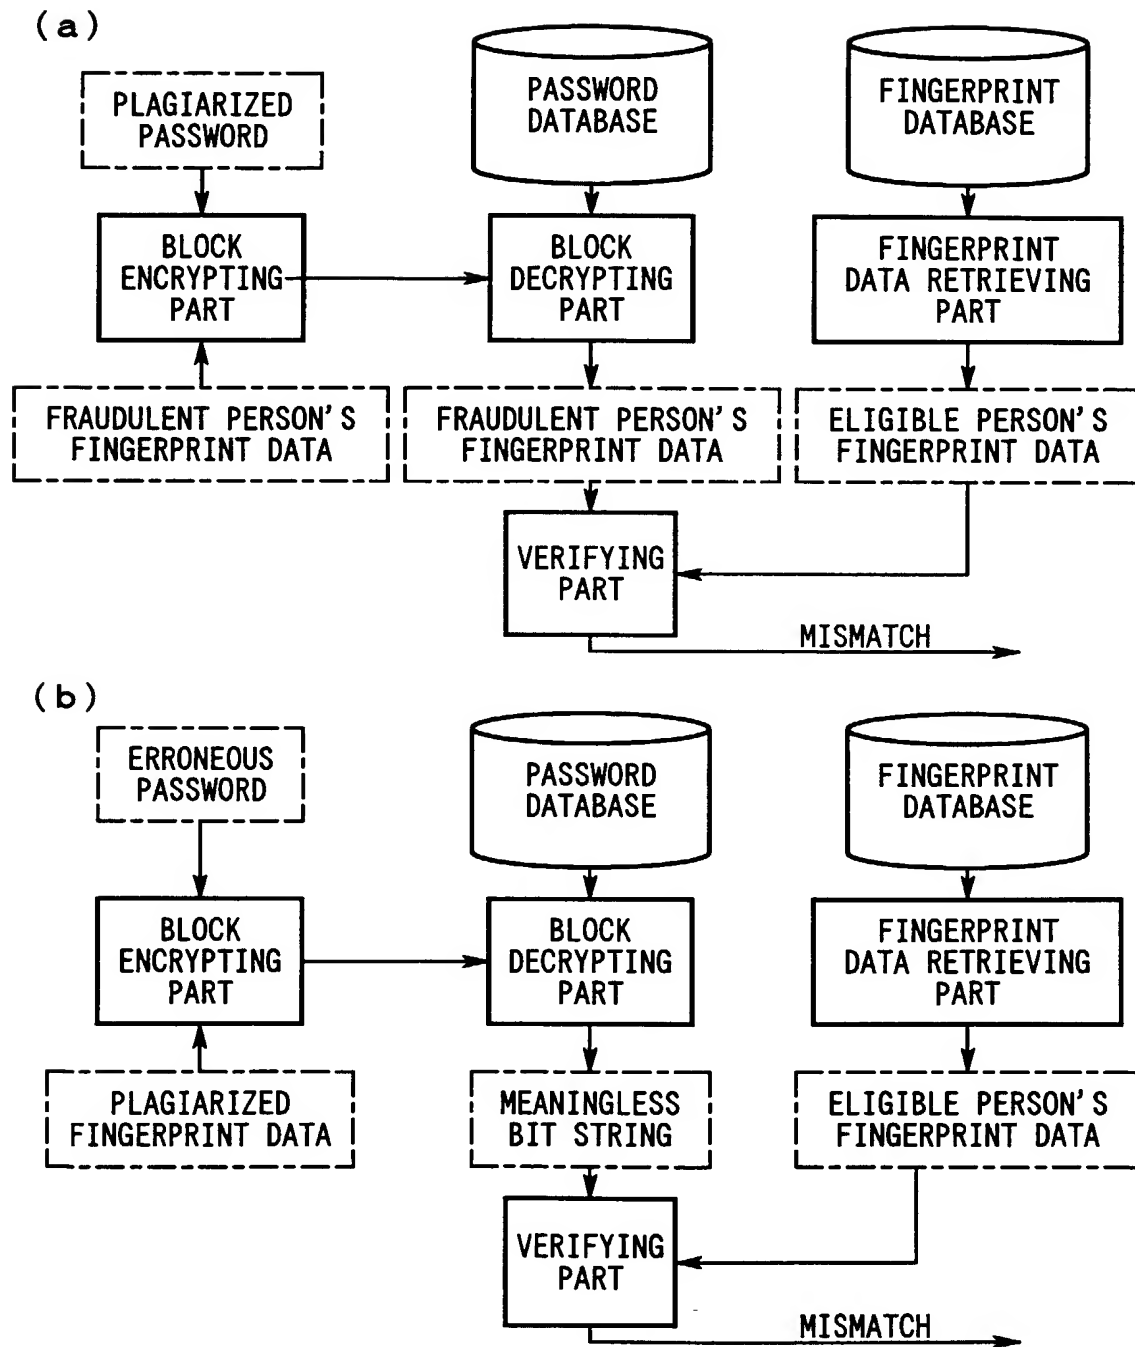 (a)
PLAGIARIZED
PASSWORD
PASSWORD
DATABASE
FINGERPRINT
DATABASE
BLOCK
ENCRYPTING
PART
BLOCK
DECRYPTING
PART
FINGERPRINT
DATA RETRIEVING
PART
FRAUDULENT PERSON'S
FINGERPRINT DATA
FRAUDULENT PERSON'S
FINGERPRINT DATA
ELIGIBLE PERSON'S
FINGERPRINT DATA
VERIFYING
PART
MISMATCH
(b)
ERRONEOUS
PASSWORD
PASSWORD
DATABASE
FINGERPRINT
DATABASE
BLOCK
ENCRYPTING
PART
BLOCK
DECRYPTING
PART
FINGERPRINT
DATA RETRIEVING
PART
PLAGIARIZED
FINGERPRINT DATA
MEANINGLESS
BIT STRING
ELIGIBLE PERSON'S
FINGERPRINT DATA
VERIFYING
PART
MISMATCH